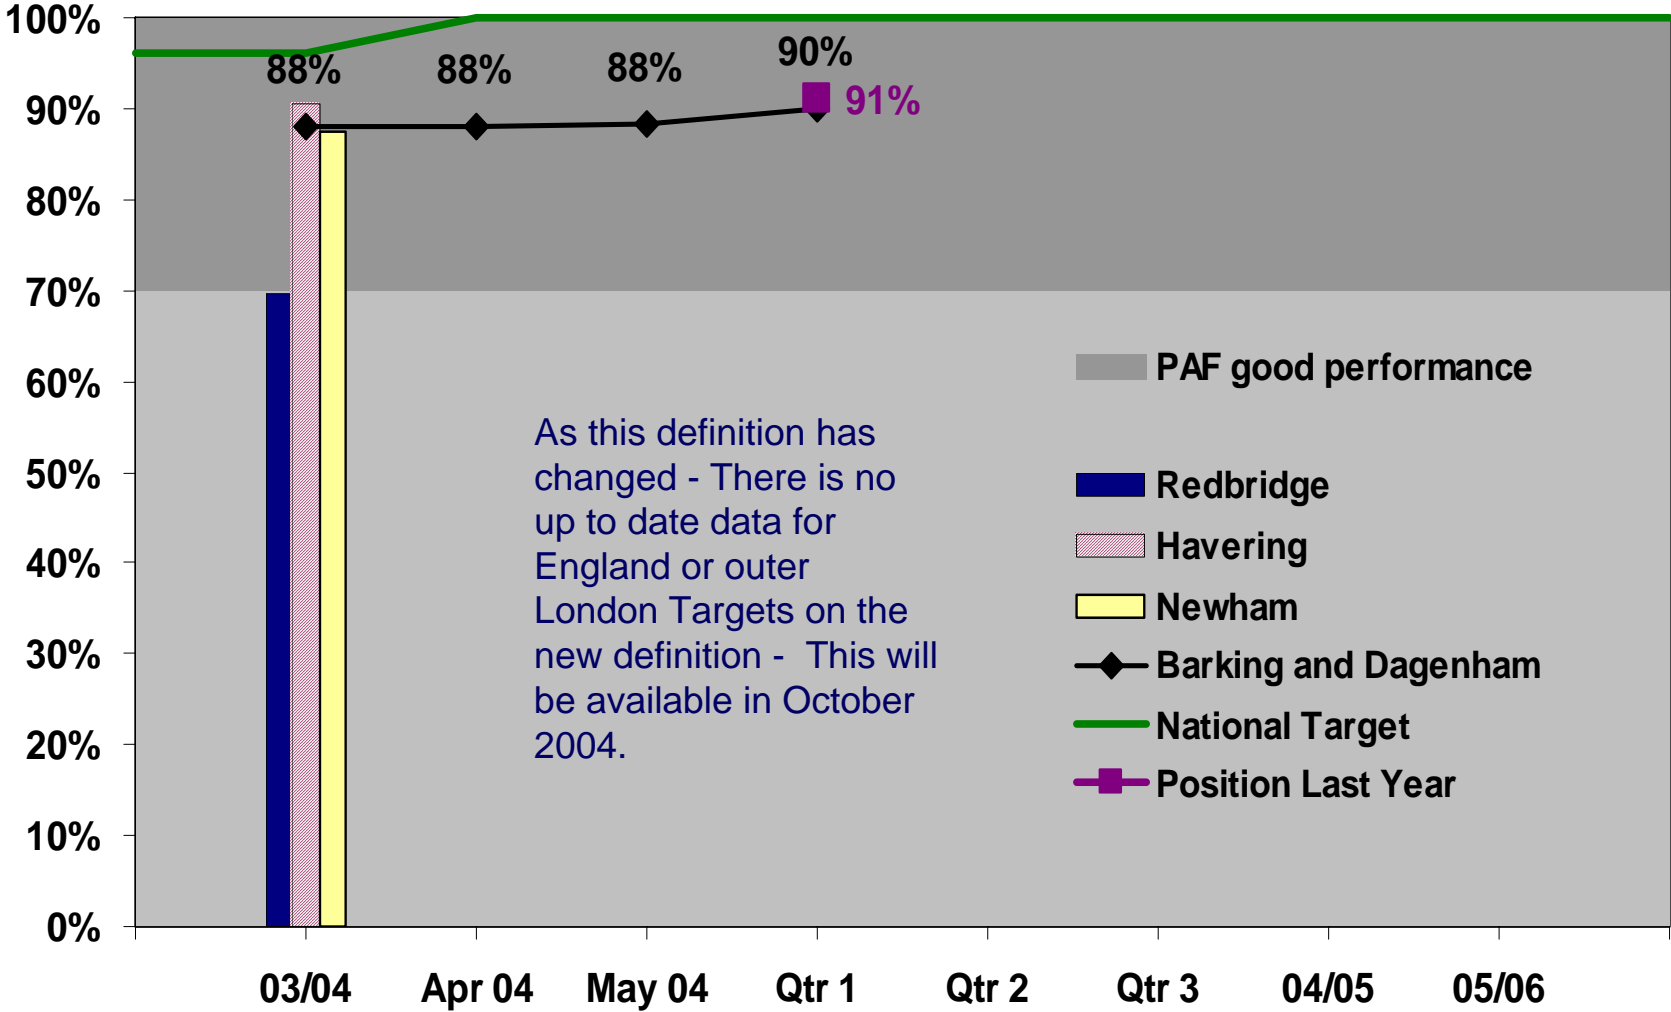 100%
90%
80%
70%
60%
50%
40%
30%
20%
10%
0%
88%
88%
88%
90%
91%
As this definition has
changed - There is no
up to date data for
England or outer
London Targets on the
new definition -  This will
be available in October
2004.
PAF good performance
Redbridge
Havering
Newham
Barking and Dagenham
National Target
Position Last Year
03/04 Apr 04 May 04 Qtr 1 Qtr 2 Qtr 3 04/05 05/06